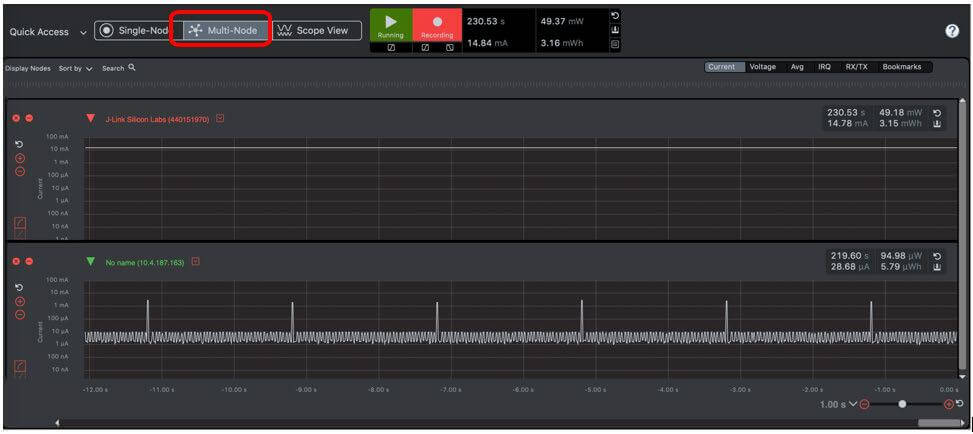 Quick Access Single-Node Multi-Node Scope View Running Recording 230.53 s 49.37 mW
14.84 mA 3.16 mWh
Display Nodes Sort by Search Current Voltage Avg IRQ RX/TX Bookmarks
J-Link Silicon Labs (440151970) 230.53 s 49.18 mW
14.78 mA 3.15 mWh
100 mA
10 mA
1 mA
100 µA
10 µA
1 µA
100 nA
10 nA
1 nA
Current
No name (10.4.187.163) 219.60 s 94.98 µW
28.68 µA 5.79 µWh
100 mA
10 mA
1 mA
100 µA
10 µA
1 µA
100 nA
10 nA
Current
-12.00 s -11.00 s -10.00 s -9.00 s -8.00 s -7.00 s -6.00 s -5.00 s -4.00 s -3.00 s -2.00 s -1.00 s 0.00 s
1.00 s